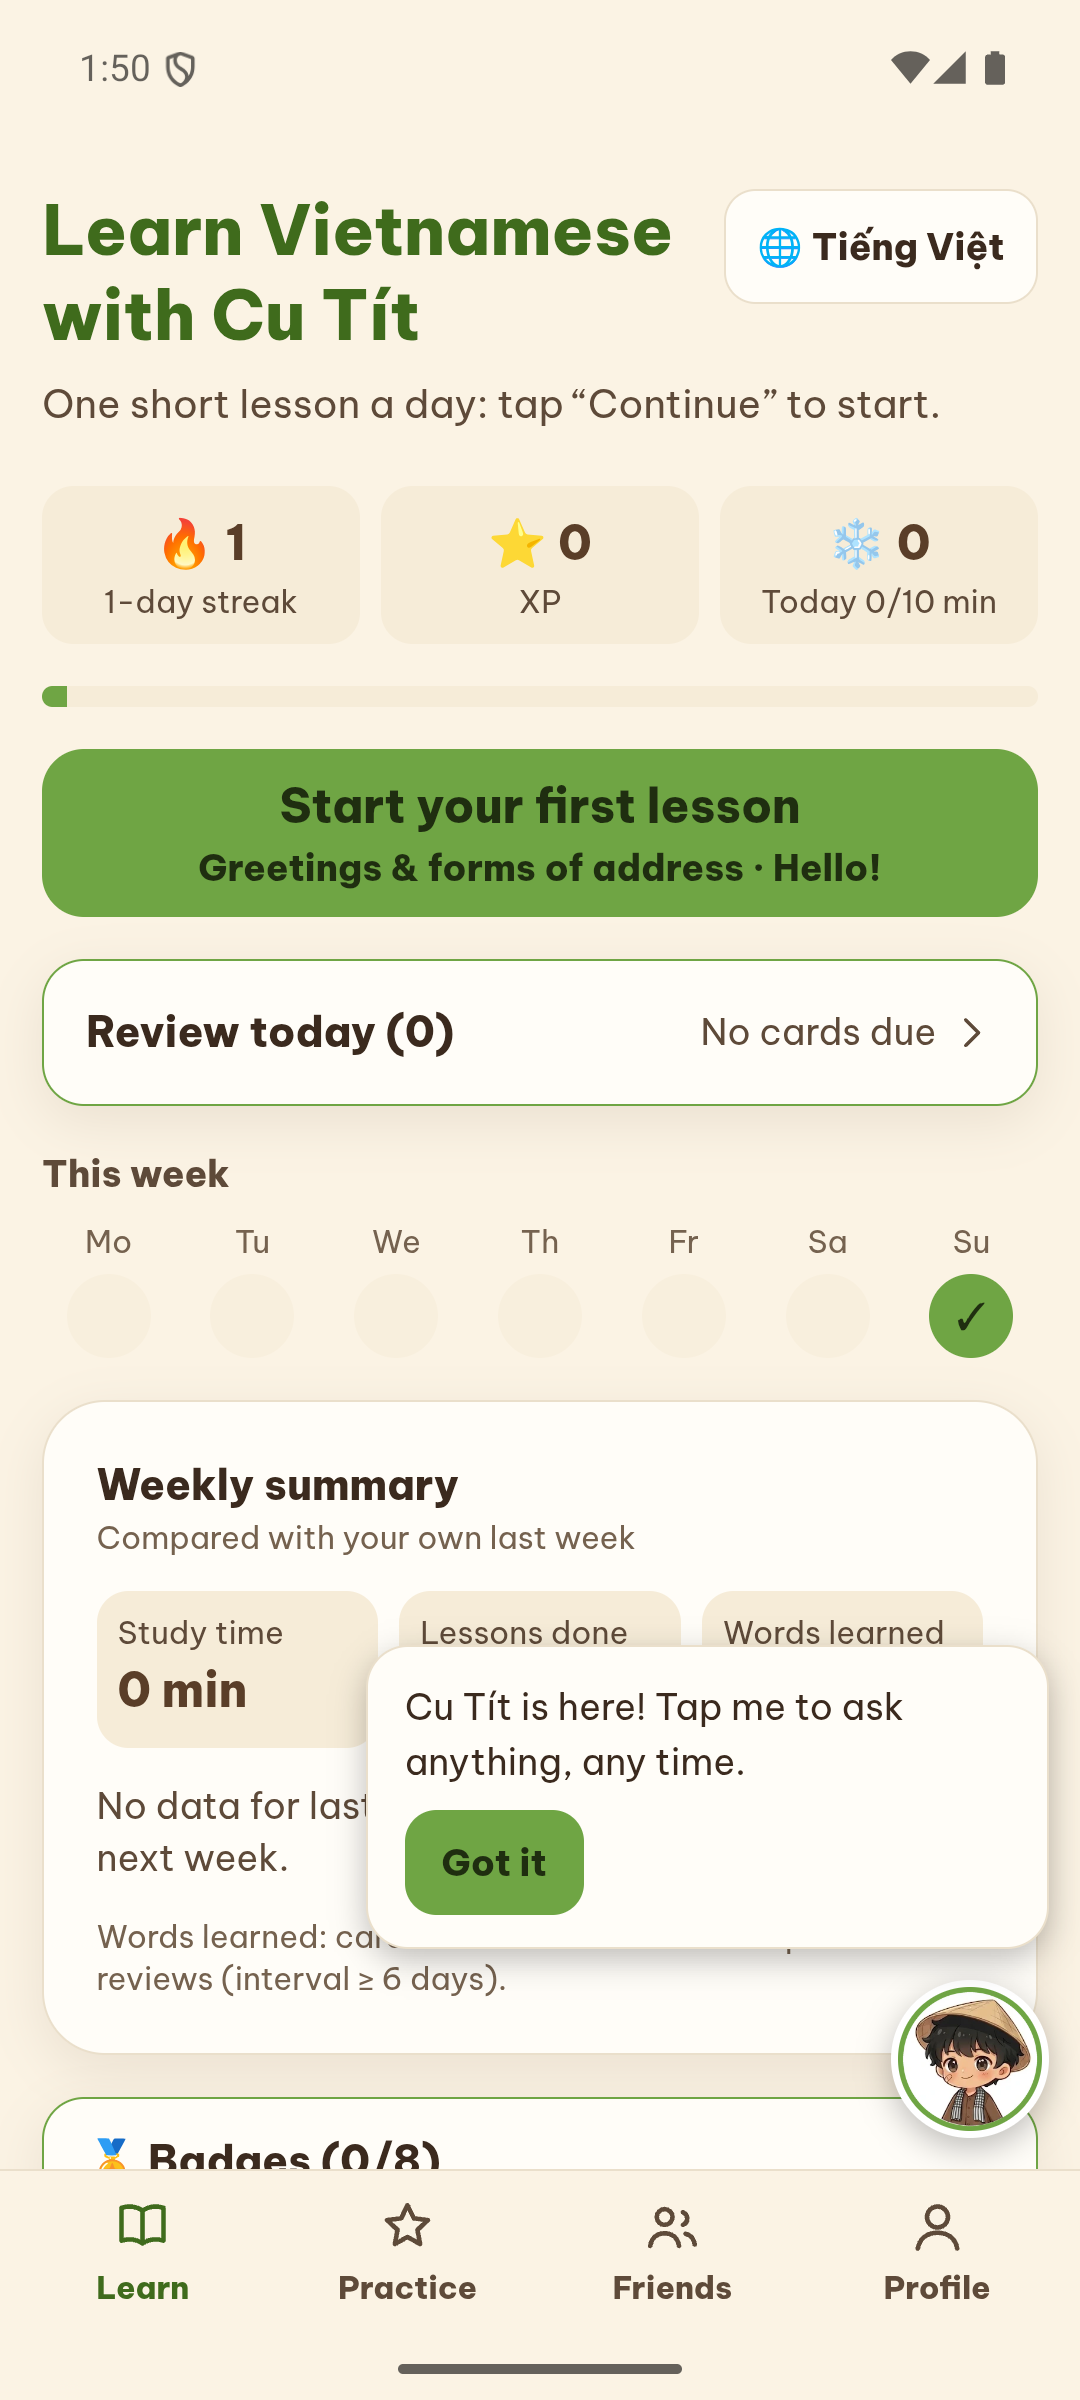 1:50
Learn Vietnamese
with Cu Tít
🌐 Tiếng Việt
One short lesson a day: tap “Continue” to start.
🔥 1
1-day streak
⭐ 0
XP
❄️ 0
Today 0/10 min
Start your first lesson
Greetings & forms of address · Hello!
Review today (0)
No cards due
This week
Mo Tu We Th Fr Sa Su
✓
Weekly summary
Compared with your own last week
Study time
0 min
Lessons done
Words learned
No data for last
next week.
Words learned:
reviews (interval ≥ 6 days).
Cu Tít is here! Tap me to ask
anything, any time.
Got it
🏅 Badges (0/8)
Learn
Practice
Friends
Profile